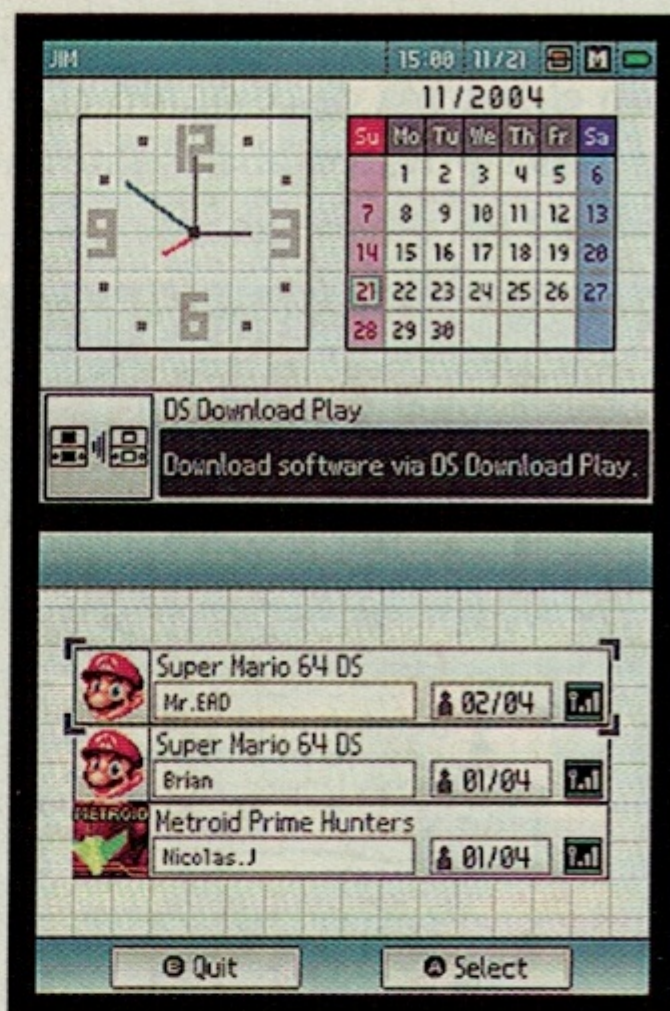 JIM 15:00 11/21 M
11/2004
Su Mo Tu We Th Fr Sa
1 2 3 4 5 6
7 8 9 10 11 12 13
14 15 16 17 18 19 20
21 22 23 24 25 26 27
28 29 30
12
9 3
6
DS Download Play
Download software via DS Download Play.
Super Mario 64 DS
Mr.EAD 02/04
Super Mario 64 DS
Brian 01/04
METROID
Metroid Prime Hunters
Nicolas.J 01/04
B Quit A Select